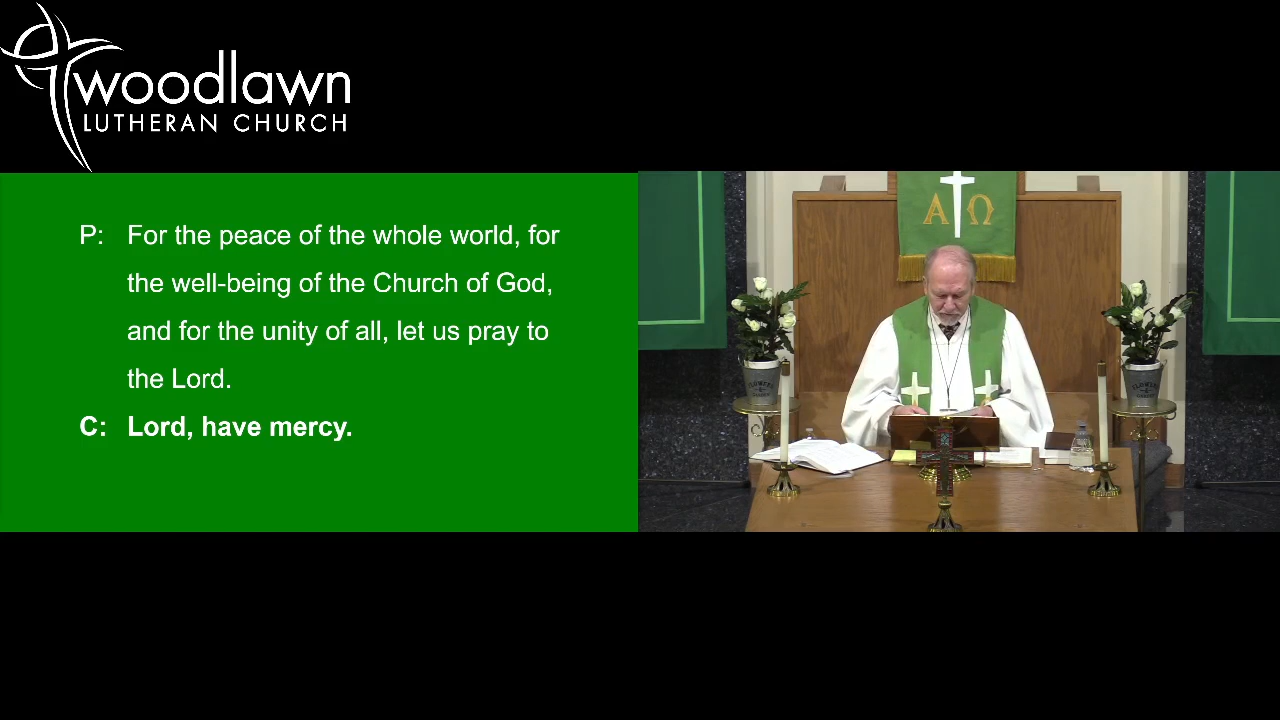 woodlawn
LUTHERAN CHURCH
P: For the peace of the whole world, for
the well-being of the Church of God,
and for the unity of all, let us pray to
the Lord.
C: Lord, have mercy.
Α Ω